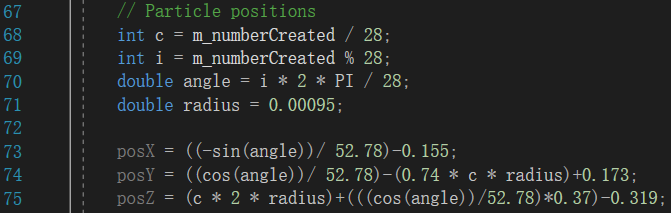 67 // Particle positions
68 int c = m_numberCreated / 28;
69 int i = m_numberCreated % 28;
70 double angle = i * 2 * PI / 28;
71 double radius = 0.00095;
72
73 posX = ((-sin(angle))/ 52.78)-0.155;
74 posY = ((cos(angle))/ 52.78)-(0.74 * c * radius)+0.173;
75 posZ = (c * 2 * radius)+(((cos(angle))/52.78)*0.37)-0.319;